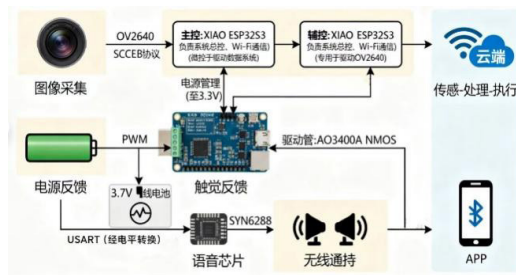 OV2640
SCCEB协议
图像采集
主控:XIAO ESP32S3
负责系统总控、Wi-Fi通信
(微控于驱动数据系统)
辅控:XIAO ESP32S3
负责系统总控、Wi-Fi通信
(专用于驱动OV2640)
云端
传感-处理-执行
电源管理
(至3.3V)
PWM
驱动管:AO3400A NMOS
电源反馈
触觉反馈
3.7V
线电池
SYN6288
USART（经电平转换）
语音芯片
无线通持
APP